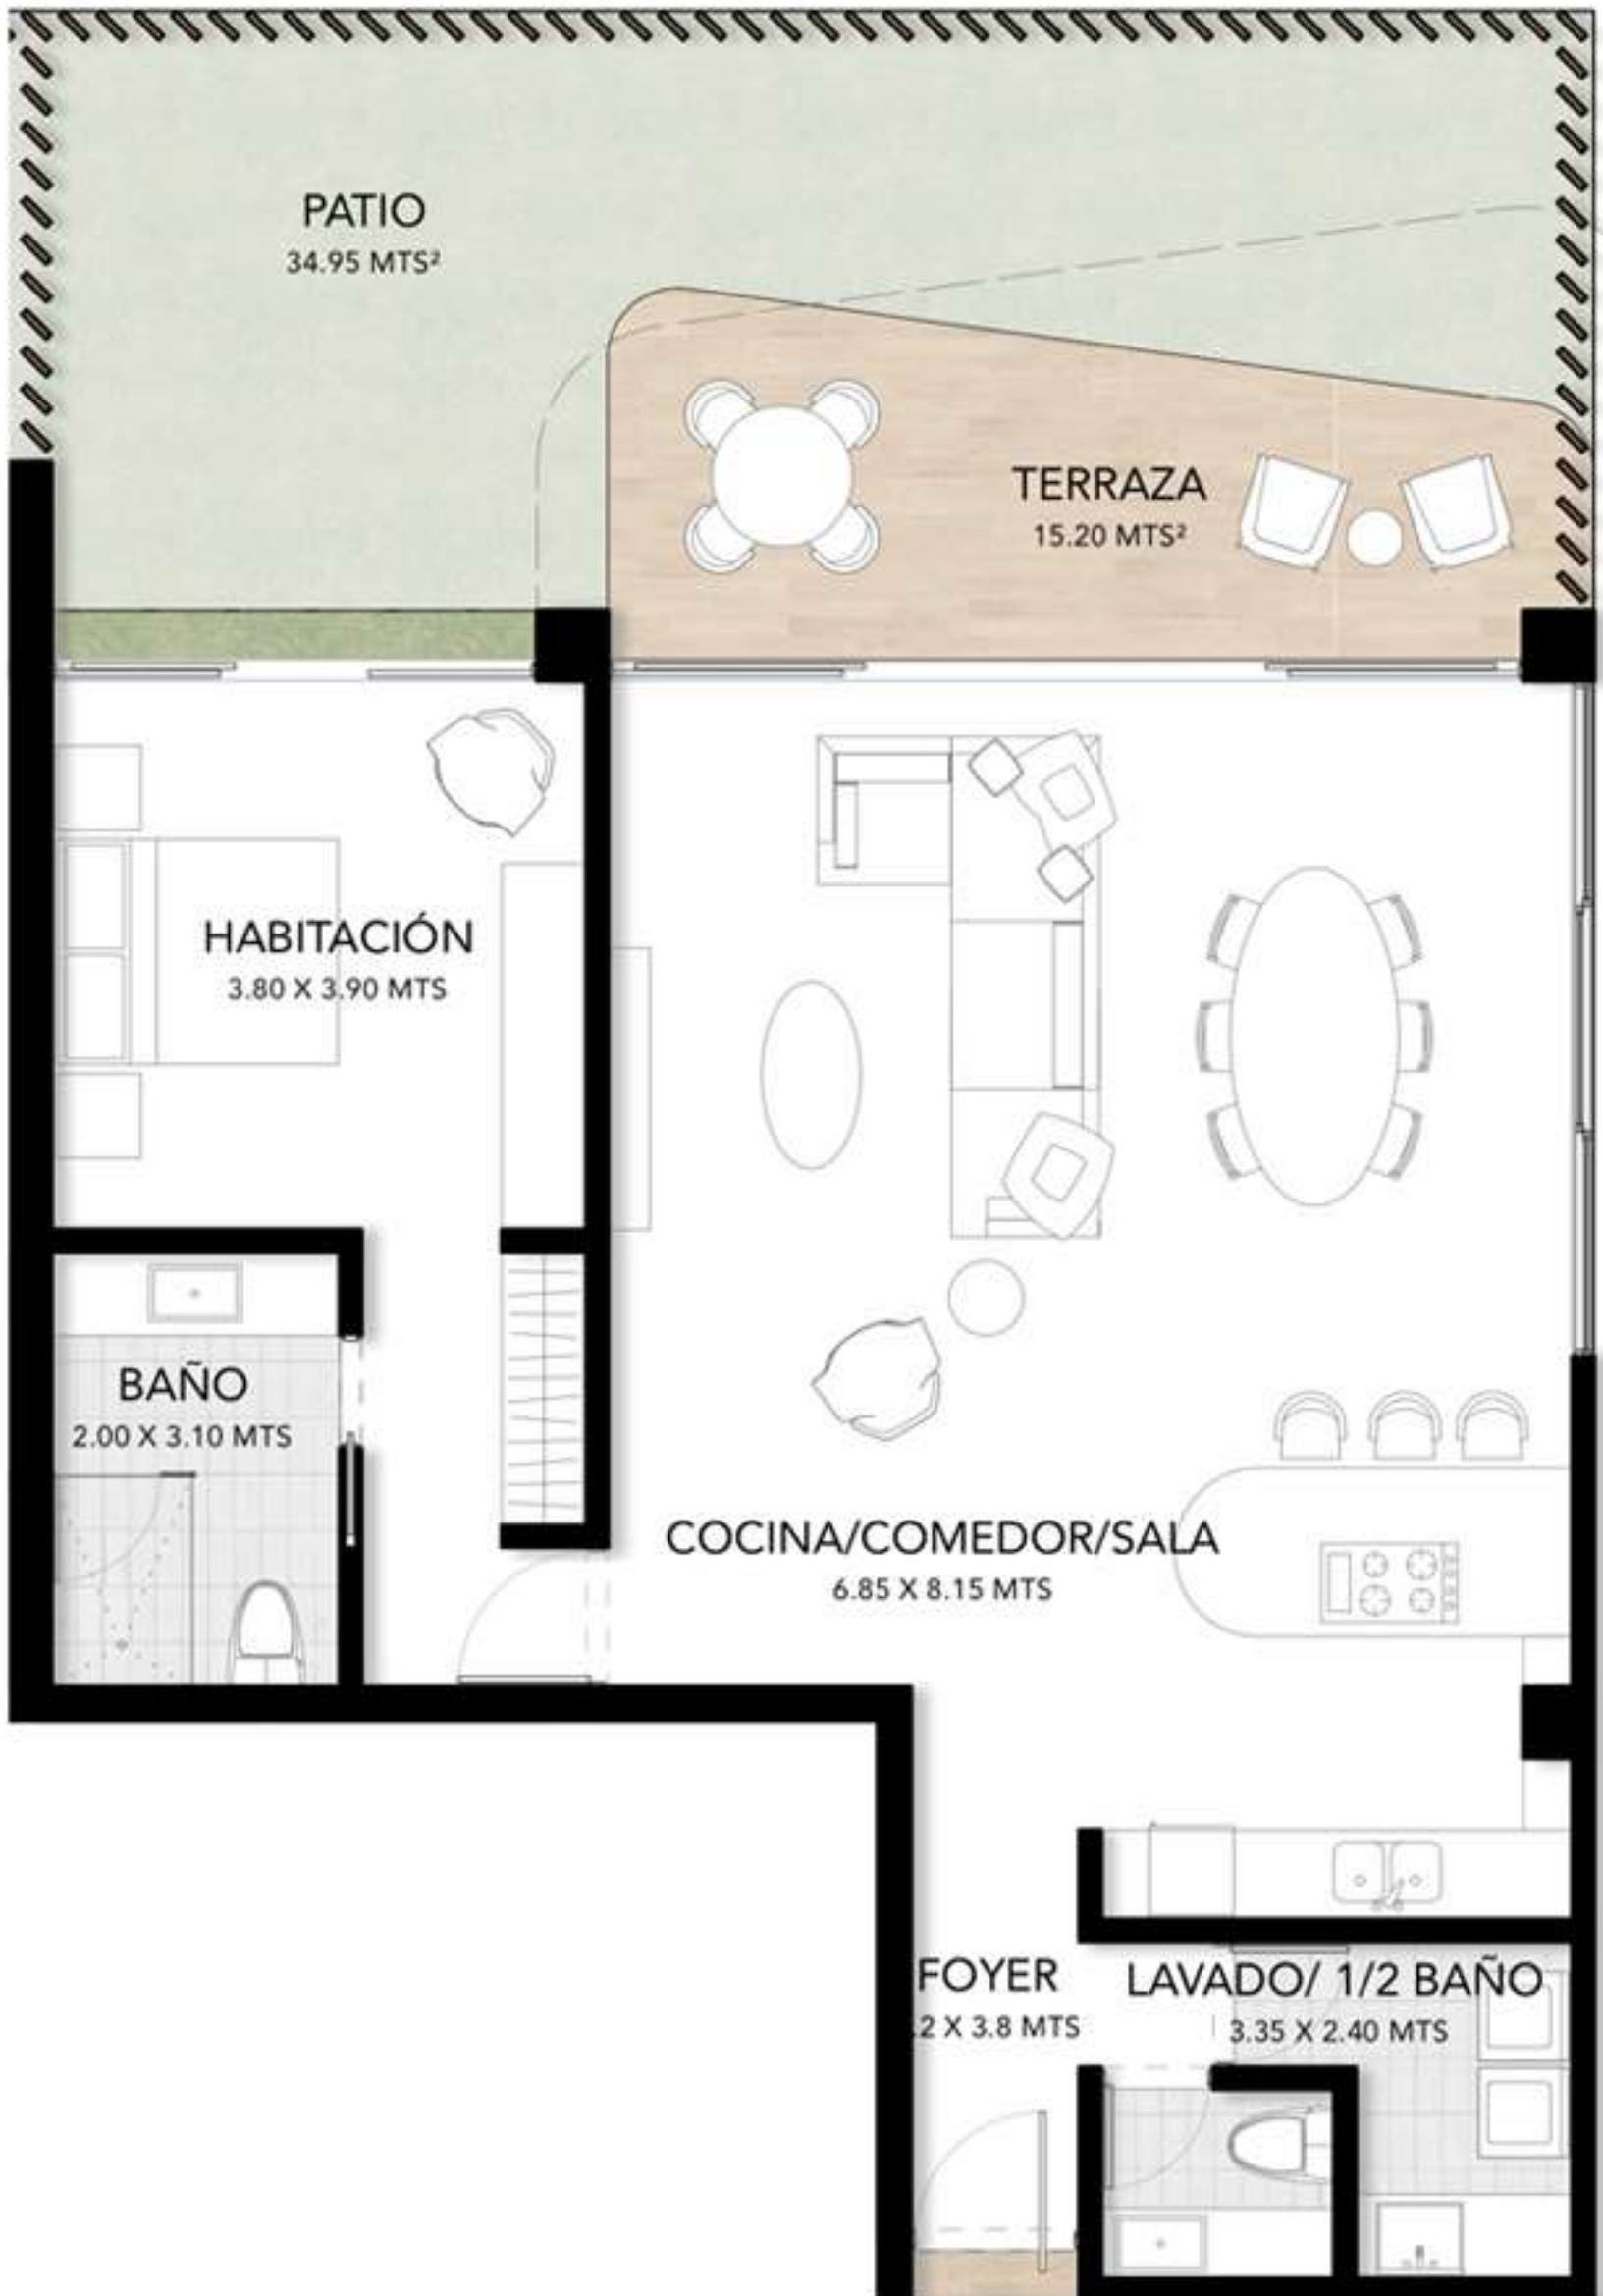 PATIO
34.95 MTS²
TERRAZA
15.20 MTS²
HABITACIÓN
3.80 X 3.90 MTS
BAÑO
2.00 X 3.10 MTS
COCINA/COMEDOR/SALA
6.85 X 8.15 MTS
FOYER
.2 X 3.8 MTS
LAVADO/ 1/2 BAÑO
3.35 X 2.40 MTS